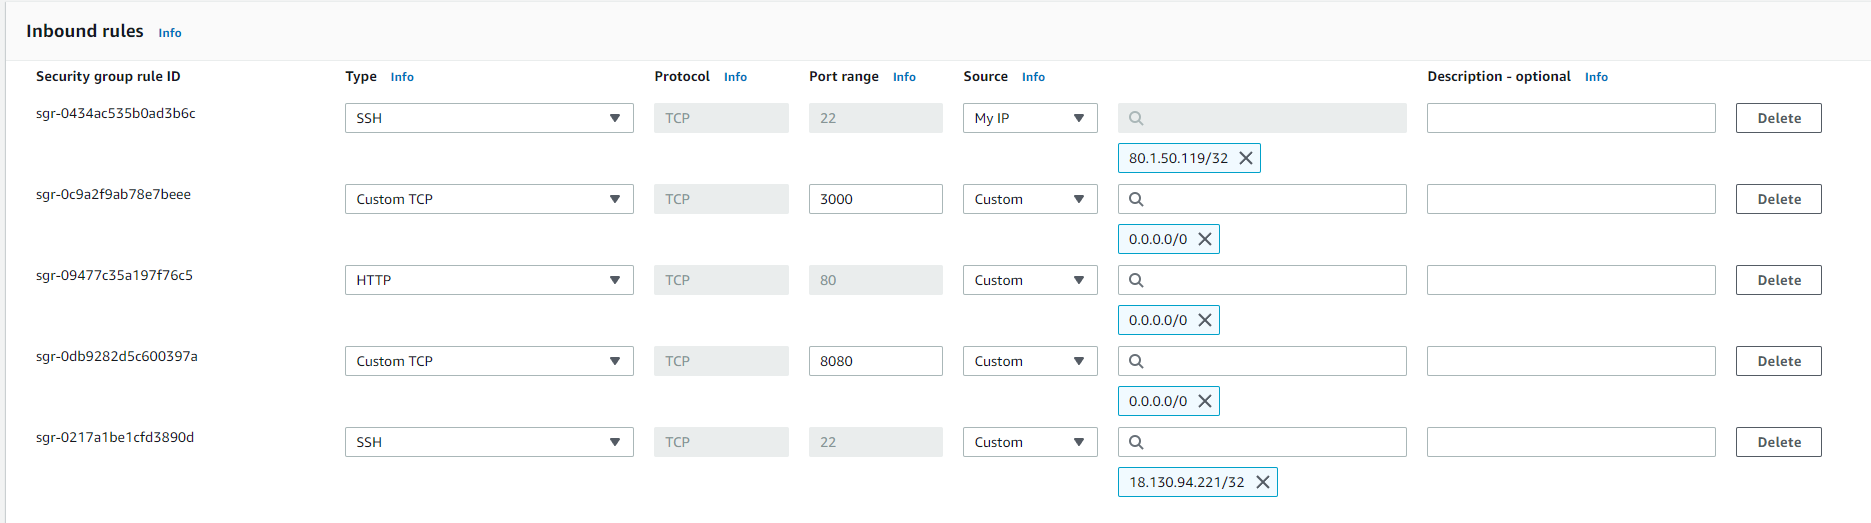 Inbound rules Info
Security group rule ID Type Info Protocol Info Port range Info Source Info Description - optional Info
sgr-0434ac535b0ad3b6c SSH TCP 22 My IP Delete
80.1.50.119/32
sgr-0c9a2f9ab78e7beee Custom TCP TCP 3000 Custom Delete
0.0.0.0/0
sgr-09477c35a197f76c5 HTTP TCP 80 Custom Delete
0.0.0.0/0
sgr-0db9282d5c600397a Custom TCP TCP 8080 Custom Delete
0.0.0.0/0
sgr-0217a1be1cfd3890d SSH TCP 22 Custom Delete
18.130.94.221/32